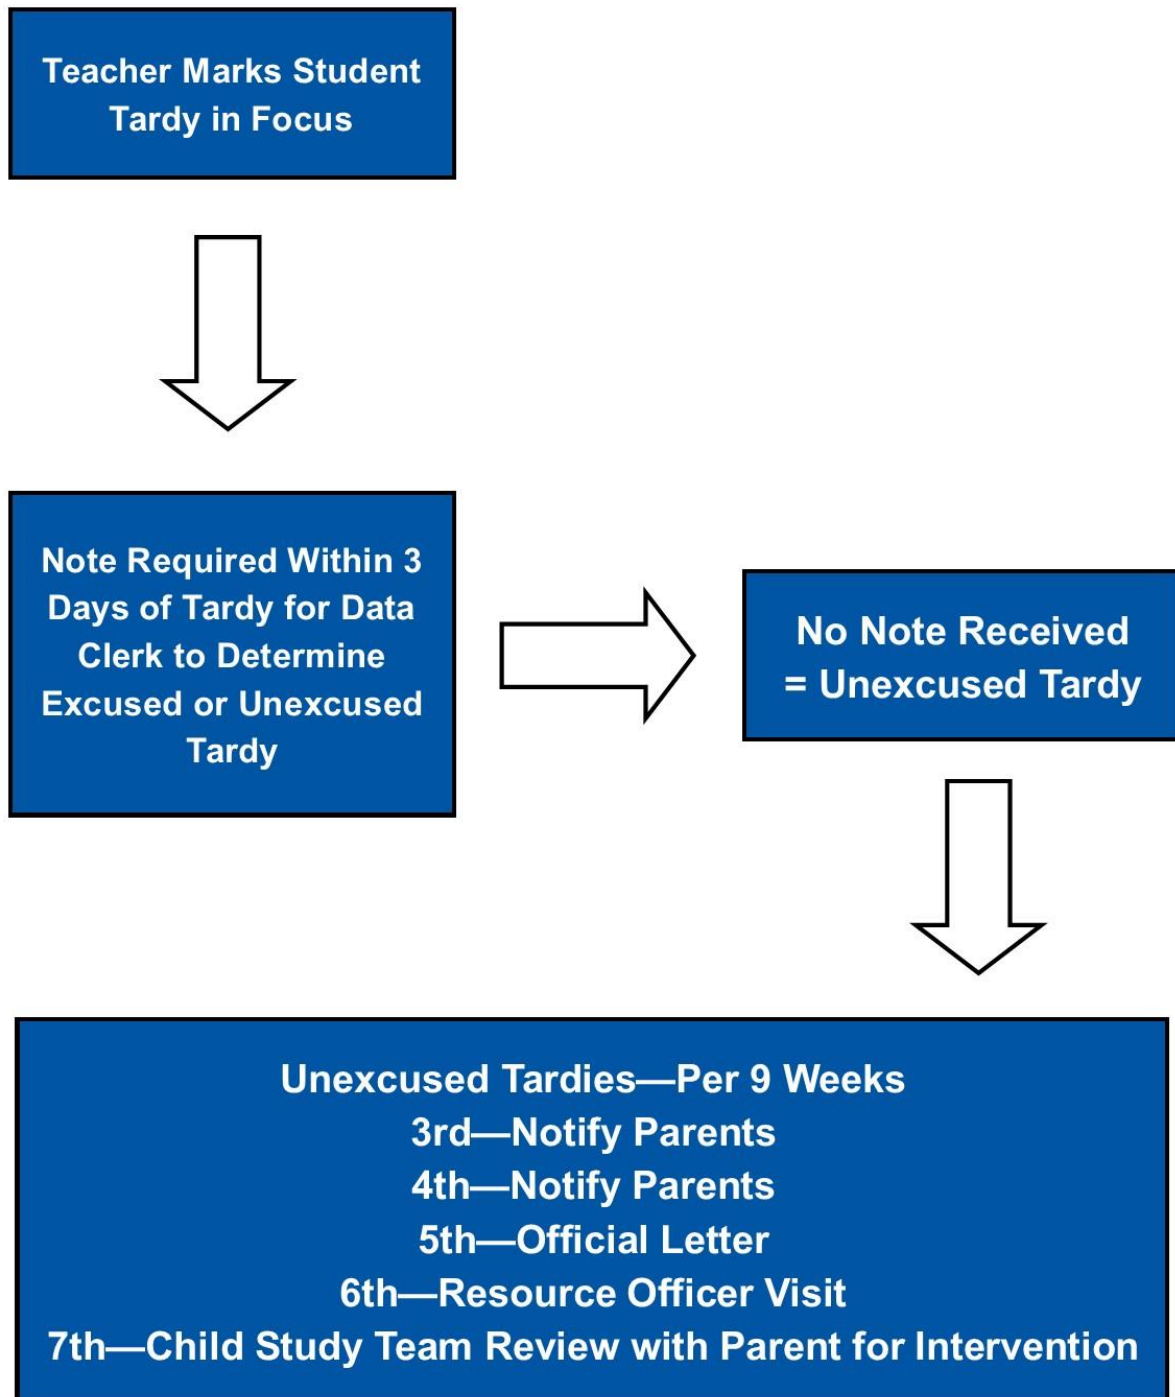 Teacher Marks Student
Tardy in Focus
Note Required Within 3
Days of Tardy for Data
Clerk to Determine
Excused or Unexcused
Tardy
No Note Received
= Unexcused Tardy
Unexcused Tardies—Per 9 Weeks
3rd—Notify Parents
4th—Notify Parents
5th—Official Letter
6th—Resource Officer Visit
7th—Child Study Team Review with Parent for Intervention